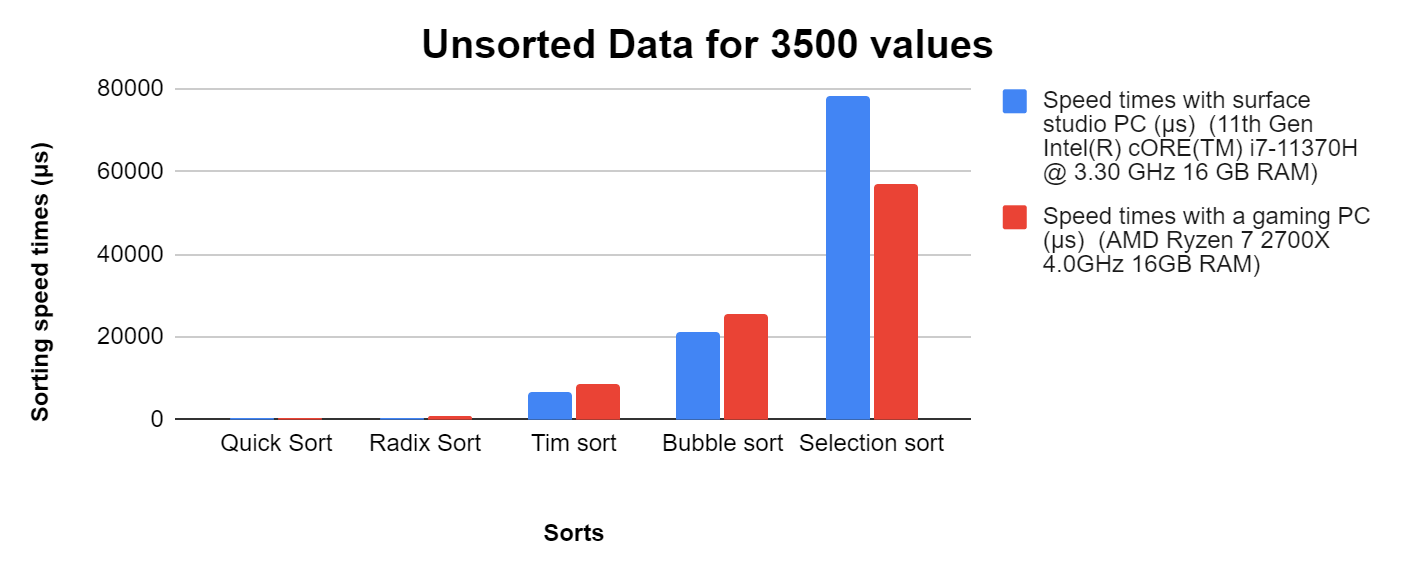 Unsorted Data for 3500 values
Sorting speed times (μs)
80000
60000
40000
20000
0
Quick Sort
Radix Sort
Tim sort
Bubble sort
Selection sort
Sorts
Speed times with surface
studio PC (μs)  (11th Gen
Intel(R) cORE(TM) i7-11370H
@ 3.30 GHz 16 GB RAM)
Speed times with a gaming PC
(μs)  (AMD Ryzen 7 2700X
4.0GHz 16GB RAM)